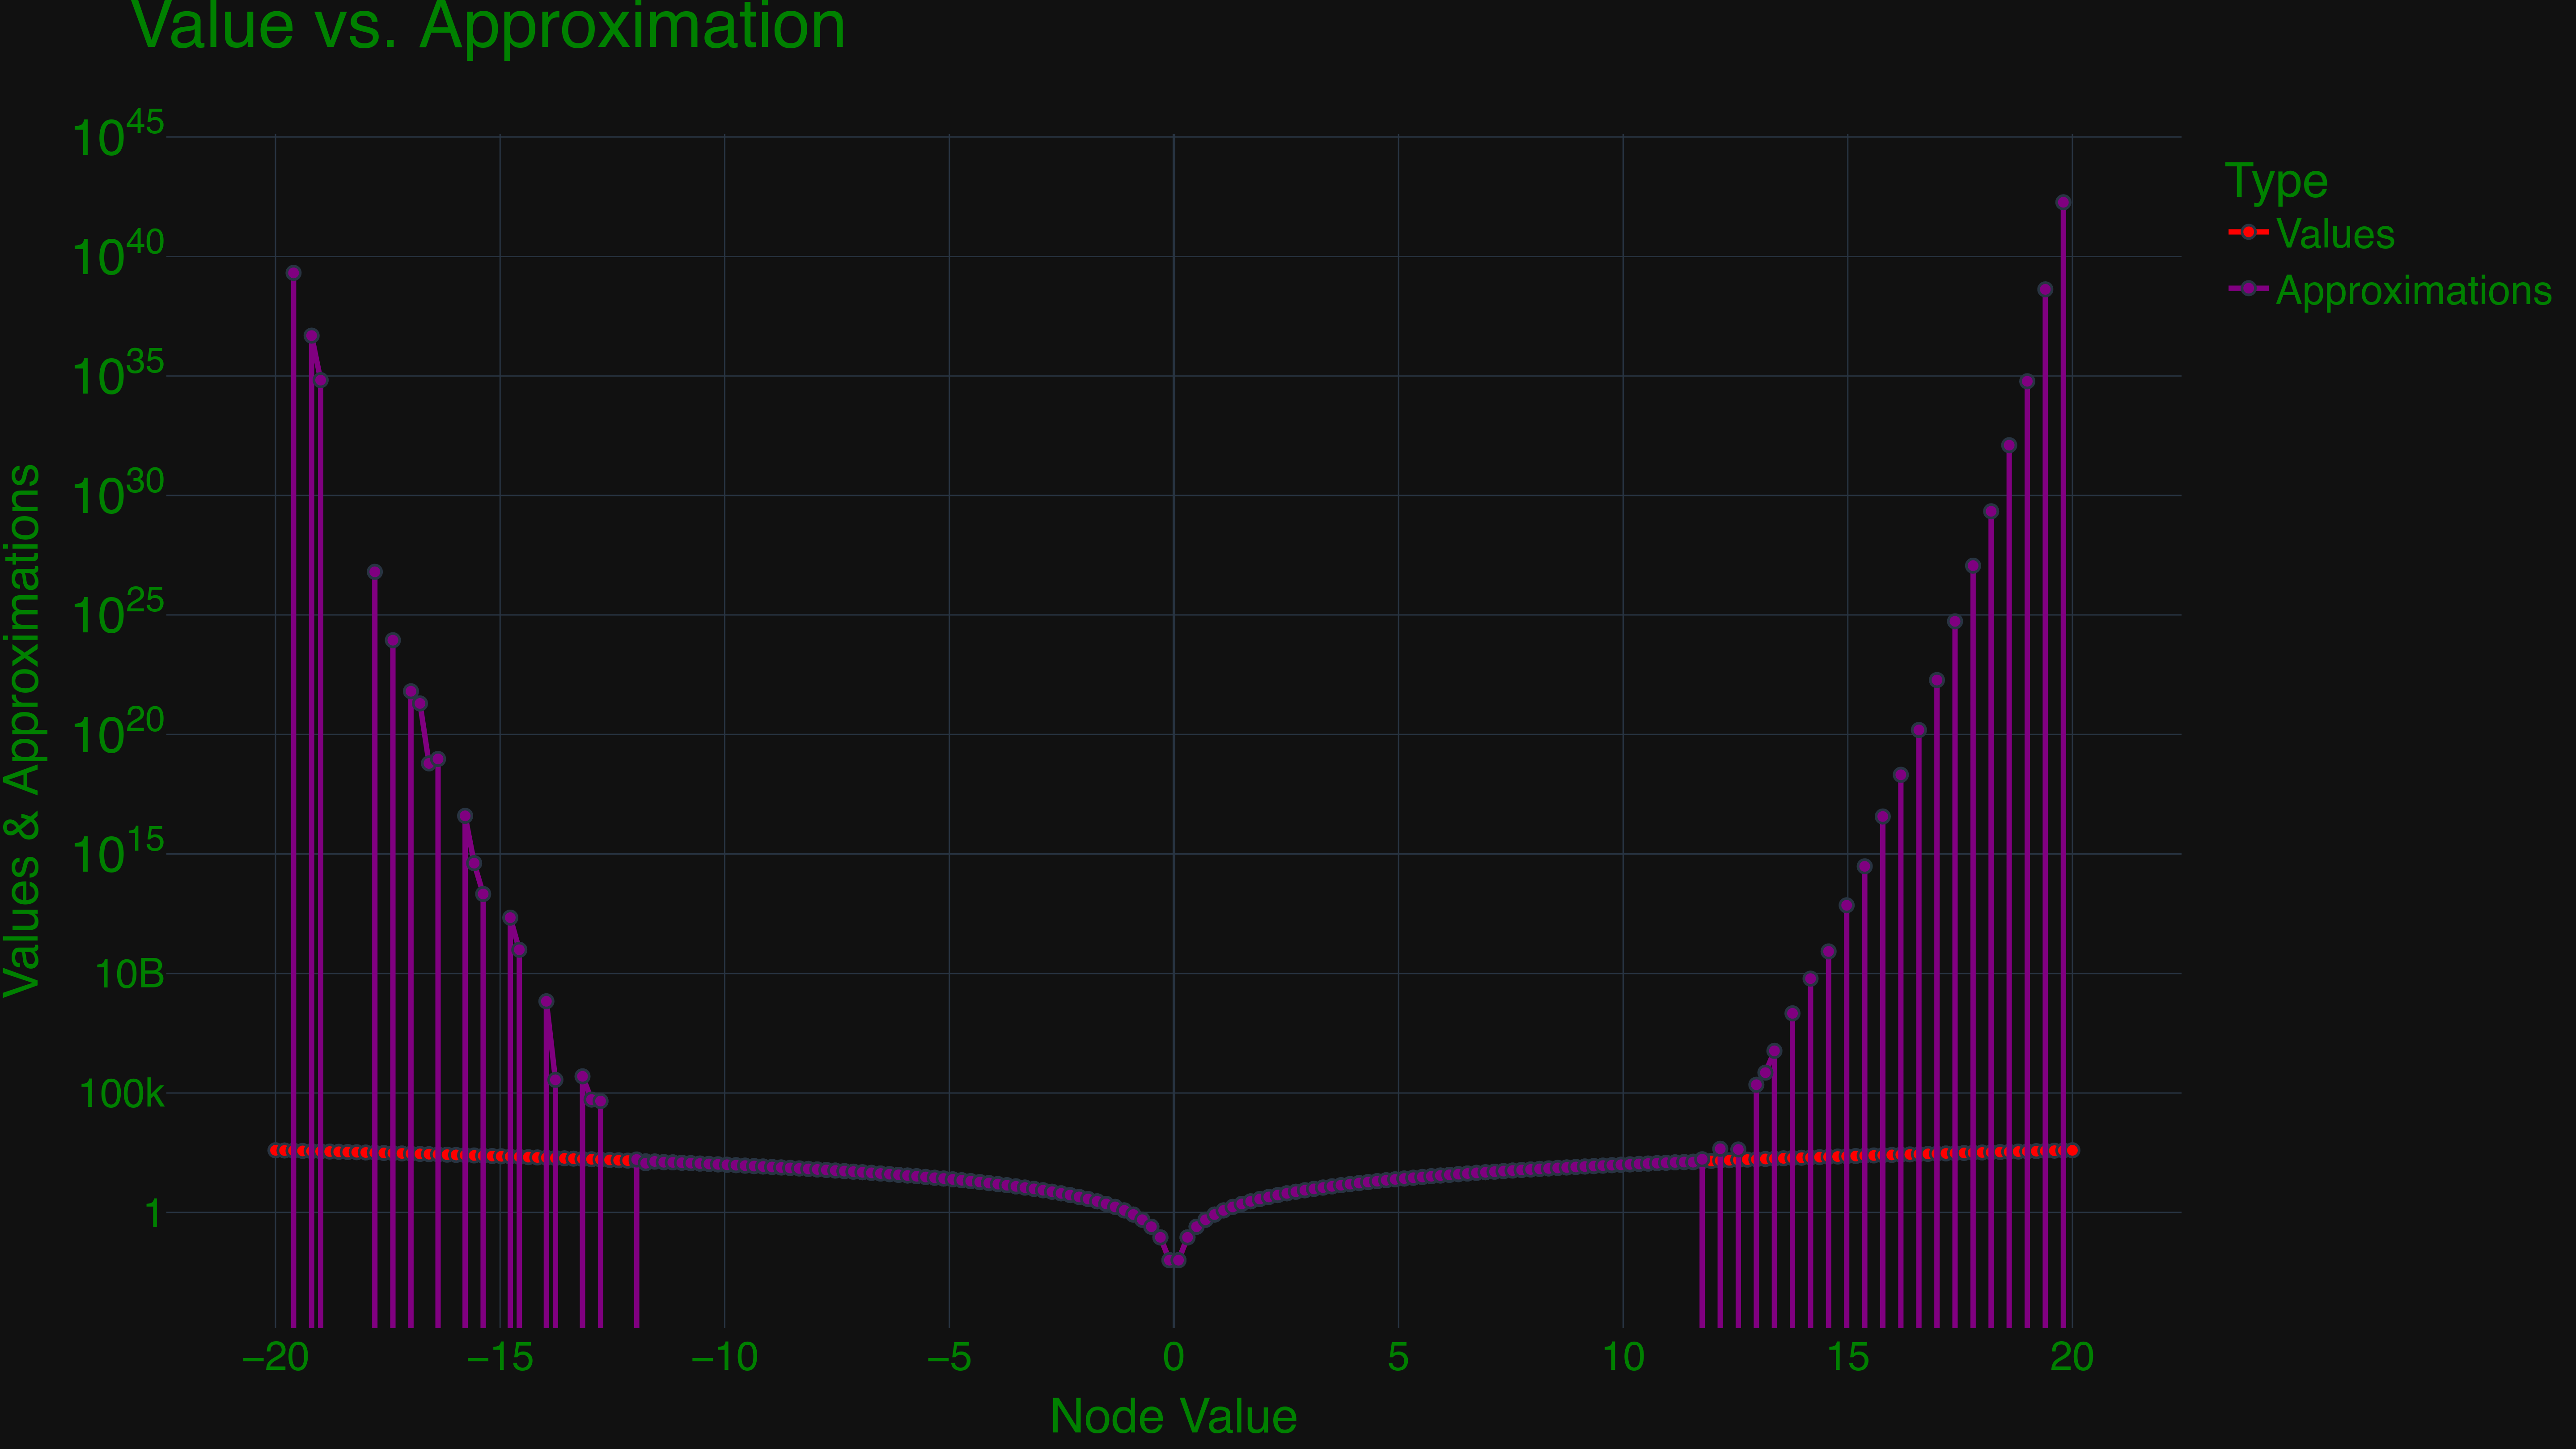 Value vs. Approximation
10^45
10^40
10^35
10^30
10^25
10^20
10^15
10B
100k
1
Values & Approximations
−20 −15 −10 −5 0 5 10 15 20
Node Value
Type
Values
Approximations